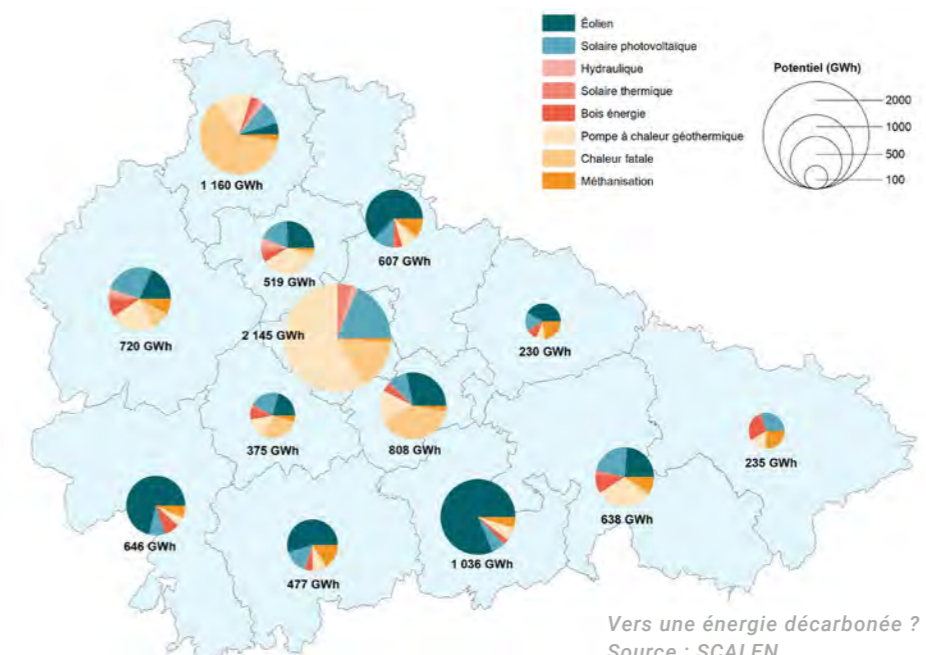 Éolien
Solaire photovoltaïque
Hydraulique
Solaire thermique
Bois énergie
Pompe à chaleur géothermique
Chaleur fatale
Méthanisation
Potentiel (GWh)
2000
1000
500
100
1 160 GWh
607 GWh
519 GWh
2 145 GWh
720 GWh
230 GWh
375 GWh
808 GWh
235 GWh
638 GWh
646 GWh
477 GWh
1 036 GWh
Vers une énergie décarbonée ?
Source : SCALEN